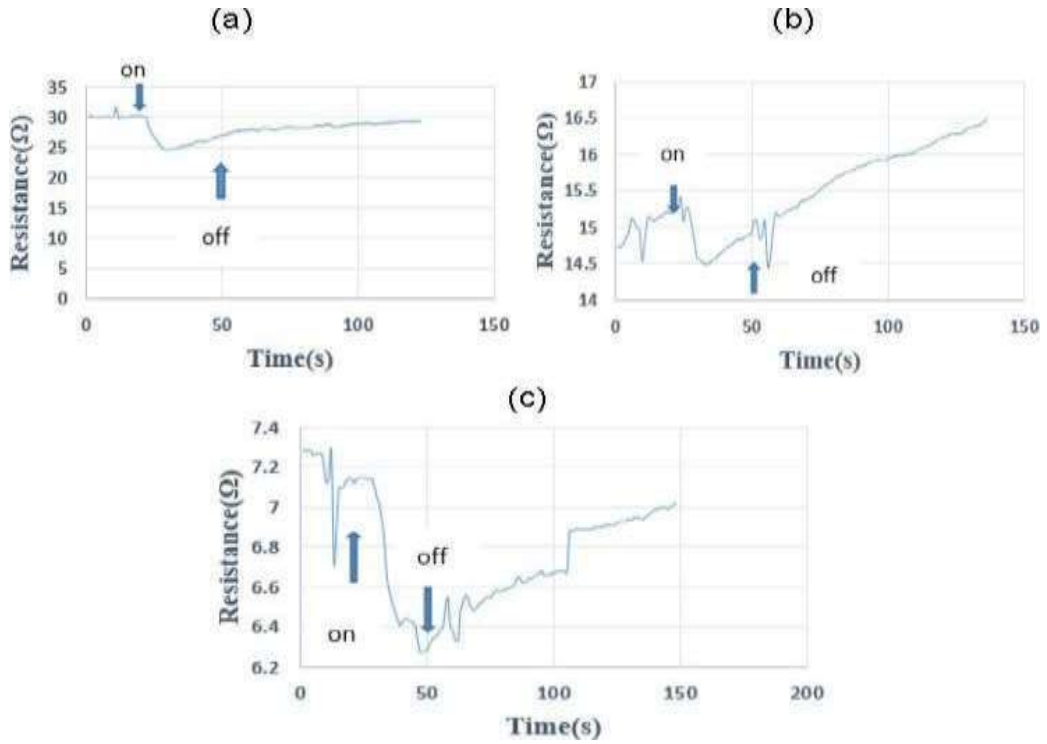 (a)
on
35
30
25
20
15
10
5
0
Resistance(Ω)
off
0 50 100 150
Time(s)
(b)
17
16.5
16
15.5
15
14.5
14
Resistance(Ω)
on
off
0 50 100 150
Time(s)
(c)
7.4
7.2
7
6.8
6.6
6.4
6.2
Resistance(Ω)
off
on
0 50 100 150 200
Time(s)